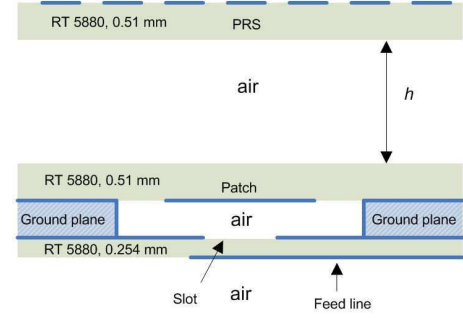 RT 5880, 0.51 mm
PRS
air
h
RT 5880, 0.51 mm
Patch
Ground plane
air
Ground plane
RT 5880, 0.254 mm
Slot
air
Feed line